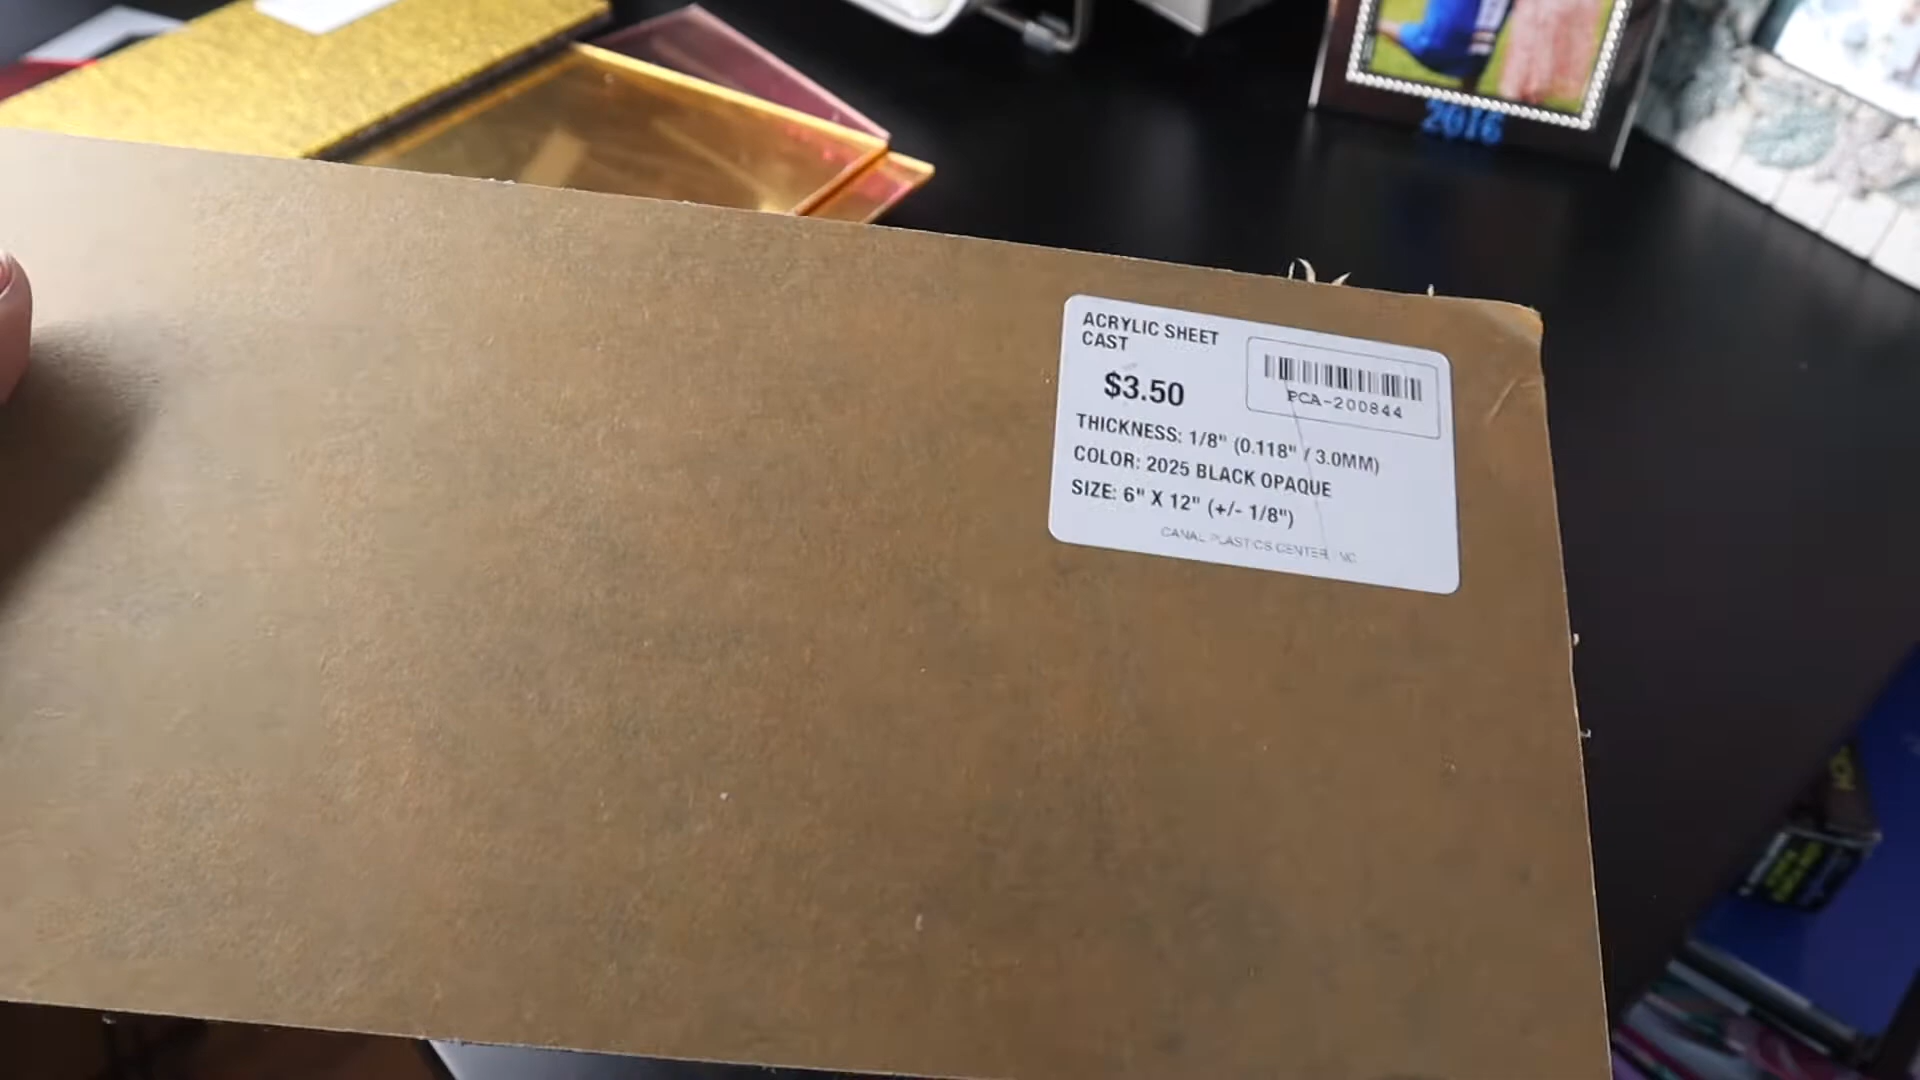 2016
ACRYLIC SHEET
CAST
$3.50
PCA-200844
THICKNESS: 1/8" (0.118" / 3.0MM)
COLOR: 2025 BLACK OPAQUE
SIZE: 6" X 12" (+/- 1/8")
CANAL PLASTICS CENTER, INC